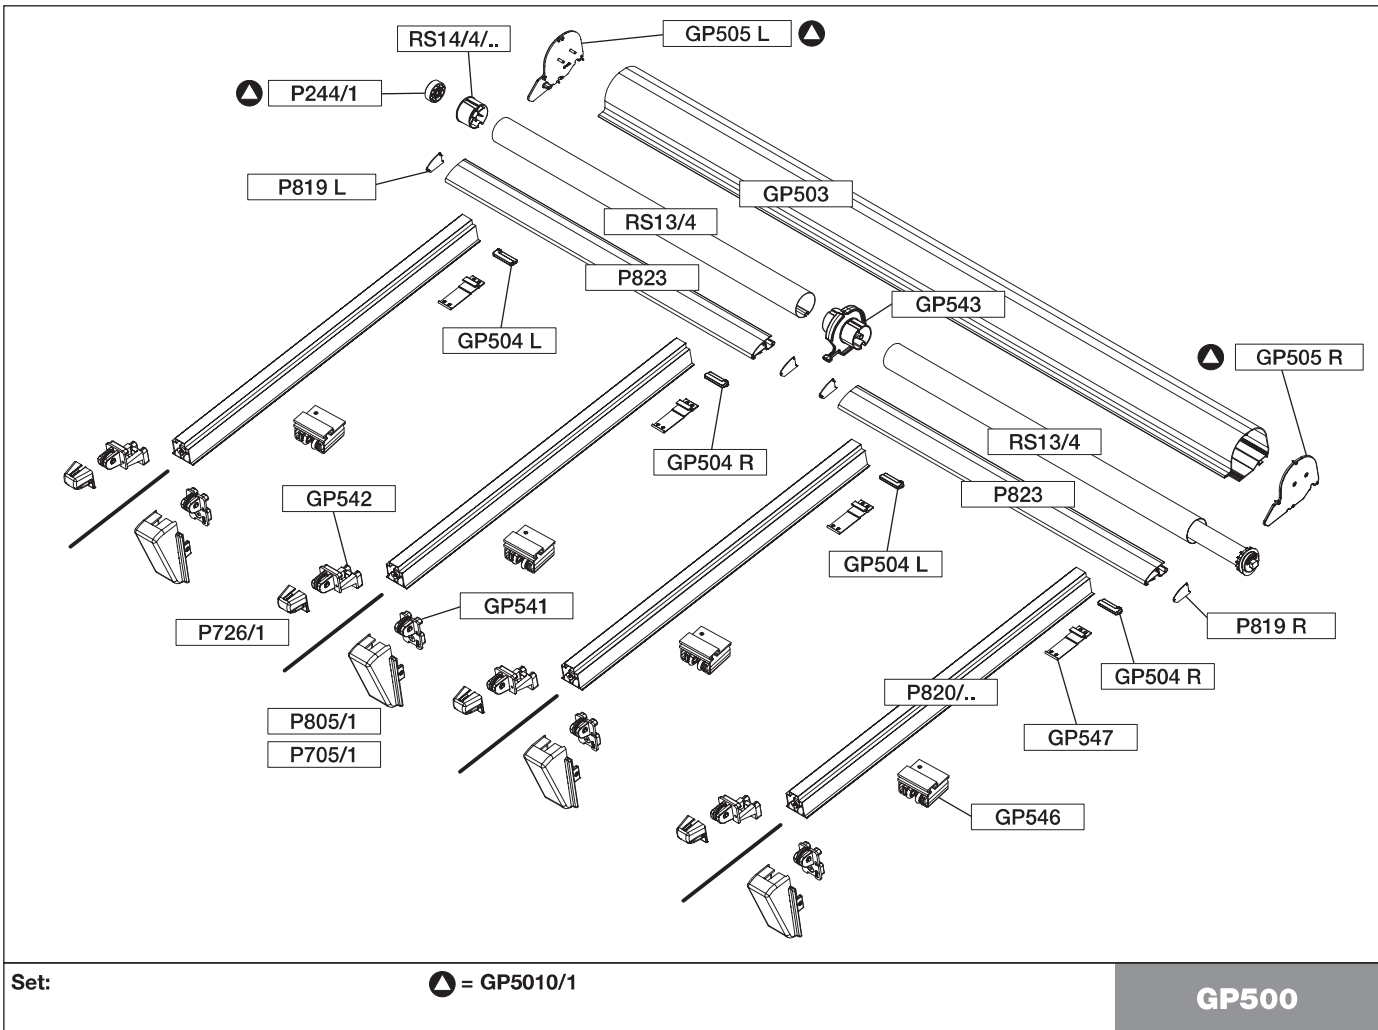 GP505 L
RS14/4/..
P244/1
P819 L
GP503
RS13/4
P823
GP543
GP504 L
GP505 R
RS13/4
GP504 R
P823
GP542
GP504 L
GP541
P726/1
P819 R
GP504 R
P820/..
P805/1
GP547
P705/1
GP546
Set:
= GP5010/1
GP500